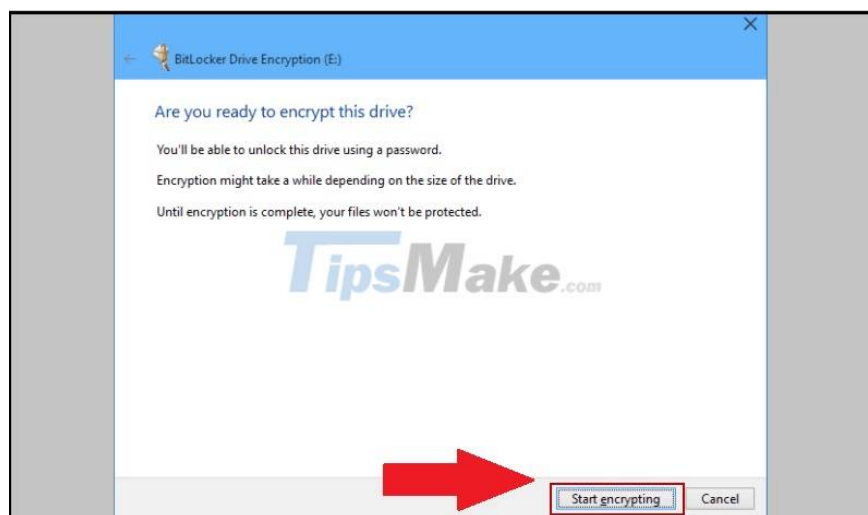 BitLocker Drive Encryption (E:)
Are you ready to encrypt this drive?
You'll be able to unlock this drive using a password.
Encryption might take a while depending on the size of the drive.
Until encryption is complete, your files won't be protected.
TipsMake.com
Start encrypting Cancel